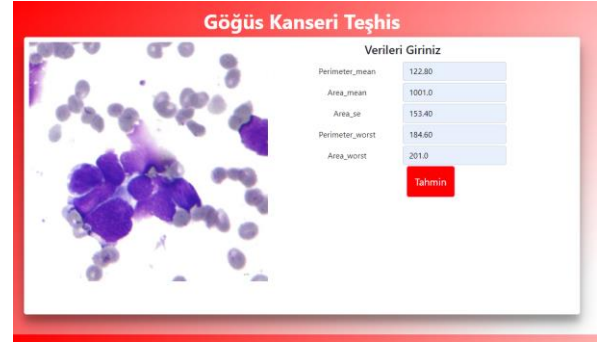 Göğüs Kanseri Teşhis
Verileri Giriniz
Perimeter_mean 122.80
Area_mean 1001.0
Area_se 153.40
Perimeter_worst 184.60
Area_worst 201.0
Tahmin